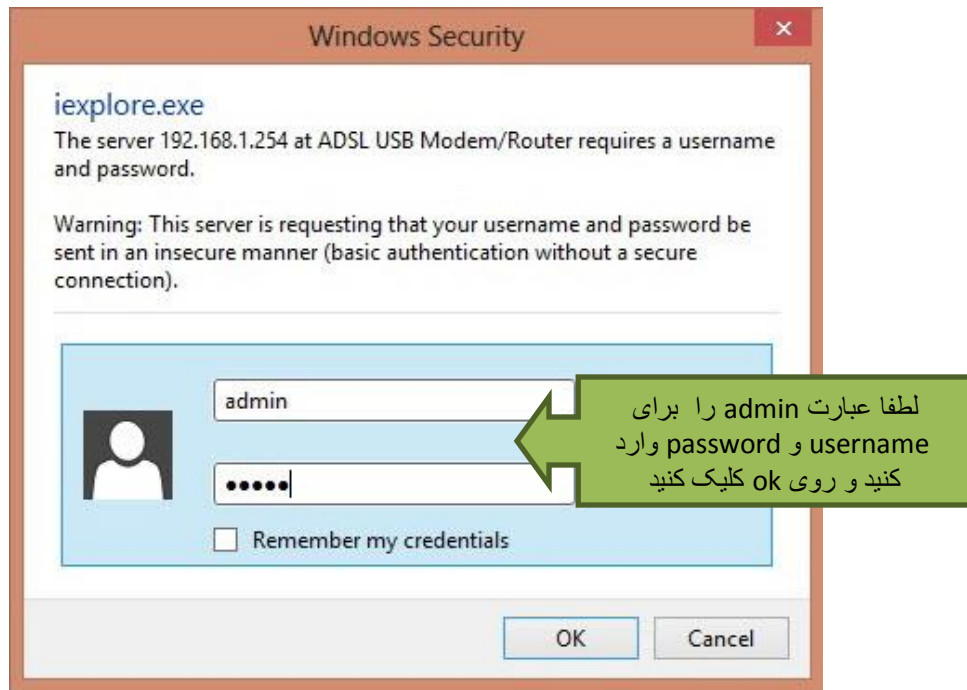 Windows Security
iexplore.exe
The server 192.168.1.254 at ADSL USB Modem/Router requires a username
and password.
Warning: This server is requesting that your username and password be
sent in an insecure manner (basic authentication without a secure
connection).
admin
●●●●●
لطفا عبارت admin را برای
username و password وارد
کنید و روی ok کلیک کنید
Remember my credentials
OK
Cancel